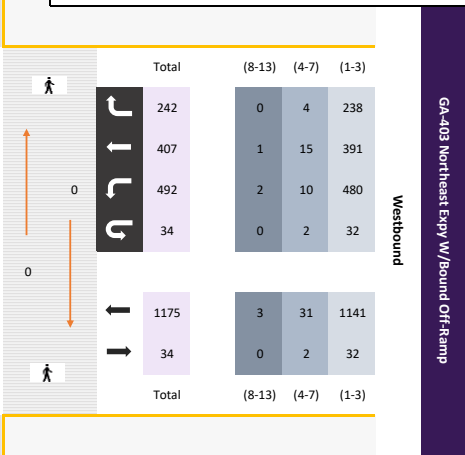 Total (8-13) (4-7) (1-3)
242 0 4 238
407 1 15 391
0 492 2 10 480
34 0 2 32
0
1175 3 31 1141
34 0 2 32
Total (8-13) (4-7) (1-3)
Westbound
GA-403 Northeast Expy W/Bound Off-Ramp